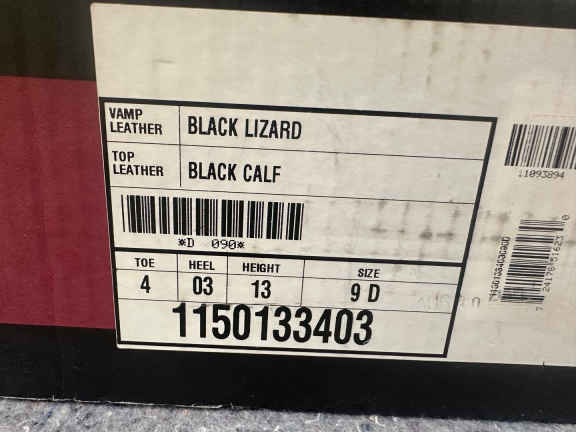 VAMP LEATHER BLACK LIZARD
TOP LEATHER BLACK CALF
*D 090*
TOE HEEL HEIGHT SIZE
4 03 13 9 D
1150133403
11093894